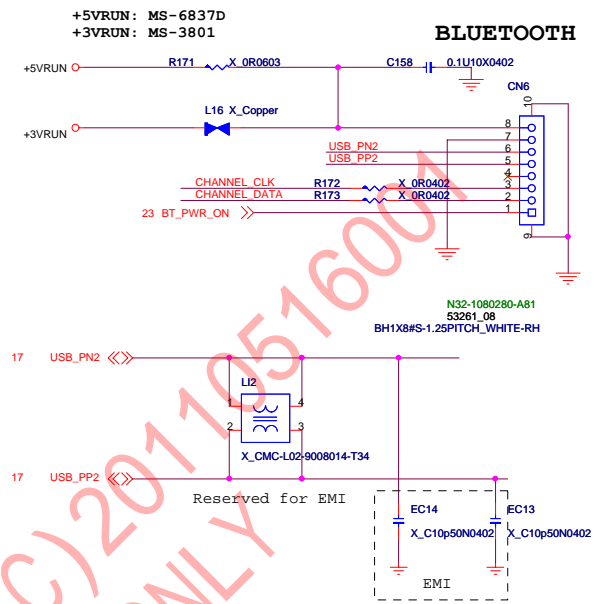 +5VRUN: MS-6837D
+3VRUN: MS-3801
BLUETOOTH
+5VRUN
R171
X_0R0603
C158
0.1U10X0402
CN6
L16 X_Copper
+3VRUN
10
8
7
6
5
4
3
2
1
9
USB_PN2
USB_PP2
CHANNEL_CLK
R172
X_0R0402
CHANNEL_DATA
R173
X_0R0402
23 BT_PWR_ON
N32-1080280-A81
53261_08
BH1X8#S-1.25PITCH_WHITE-RH
17 USB_PN2
LI2
1
4
2
3
X_CMC-L02-9008014-T34
17 USB_PP2
Reserved for EMI
EC14
X_C10p50N0402
EC13
X_C10p50N0402
EMI
C)20110516001
ONLY